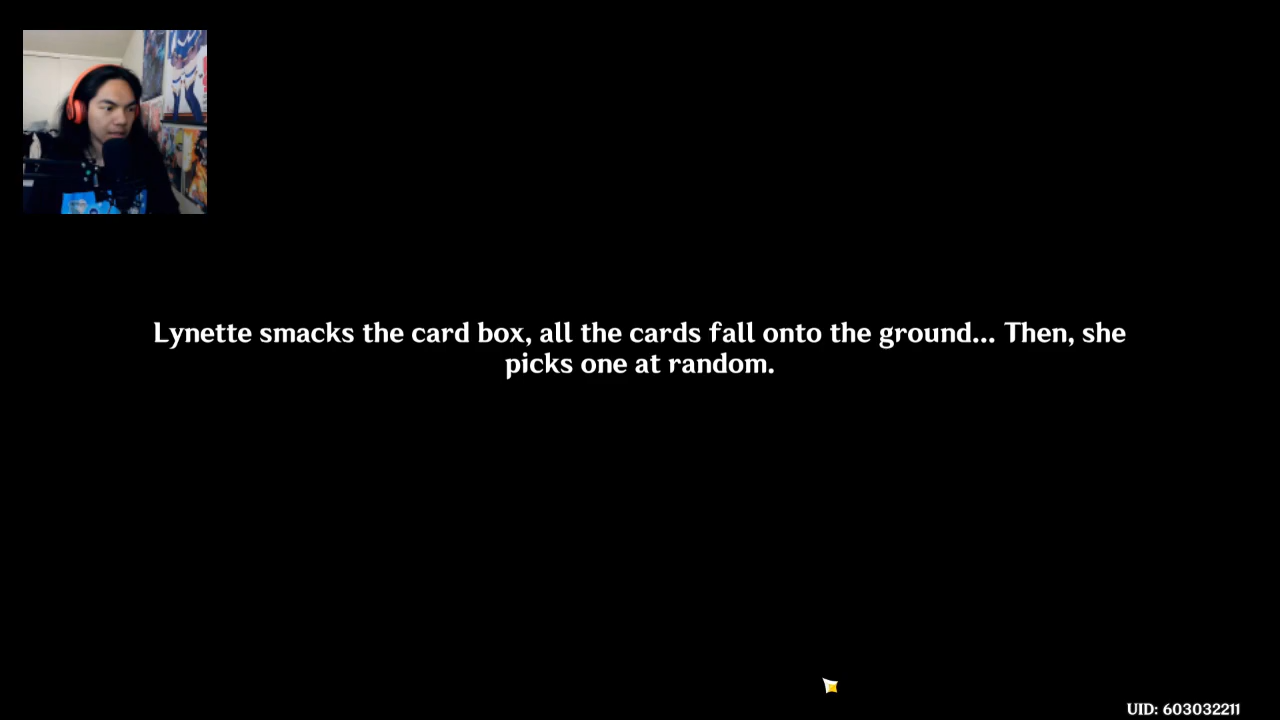 Lynette smacks the card box, all the cards fall onto the ground... Then, she
picks one at random.
UID: 603032211